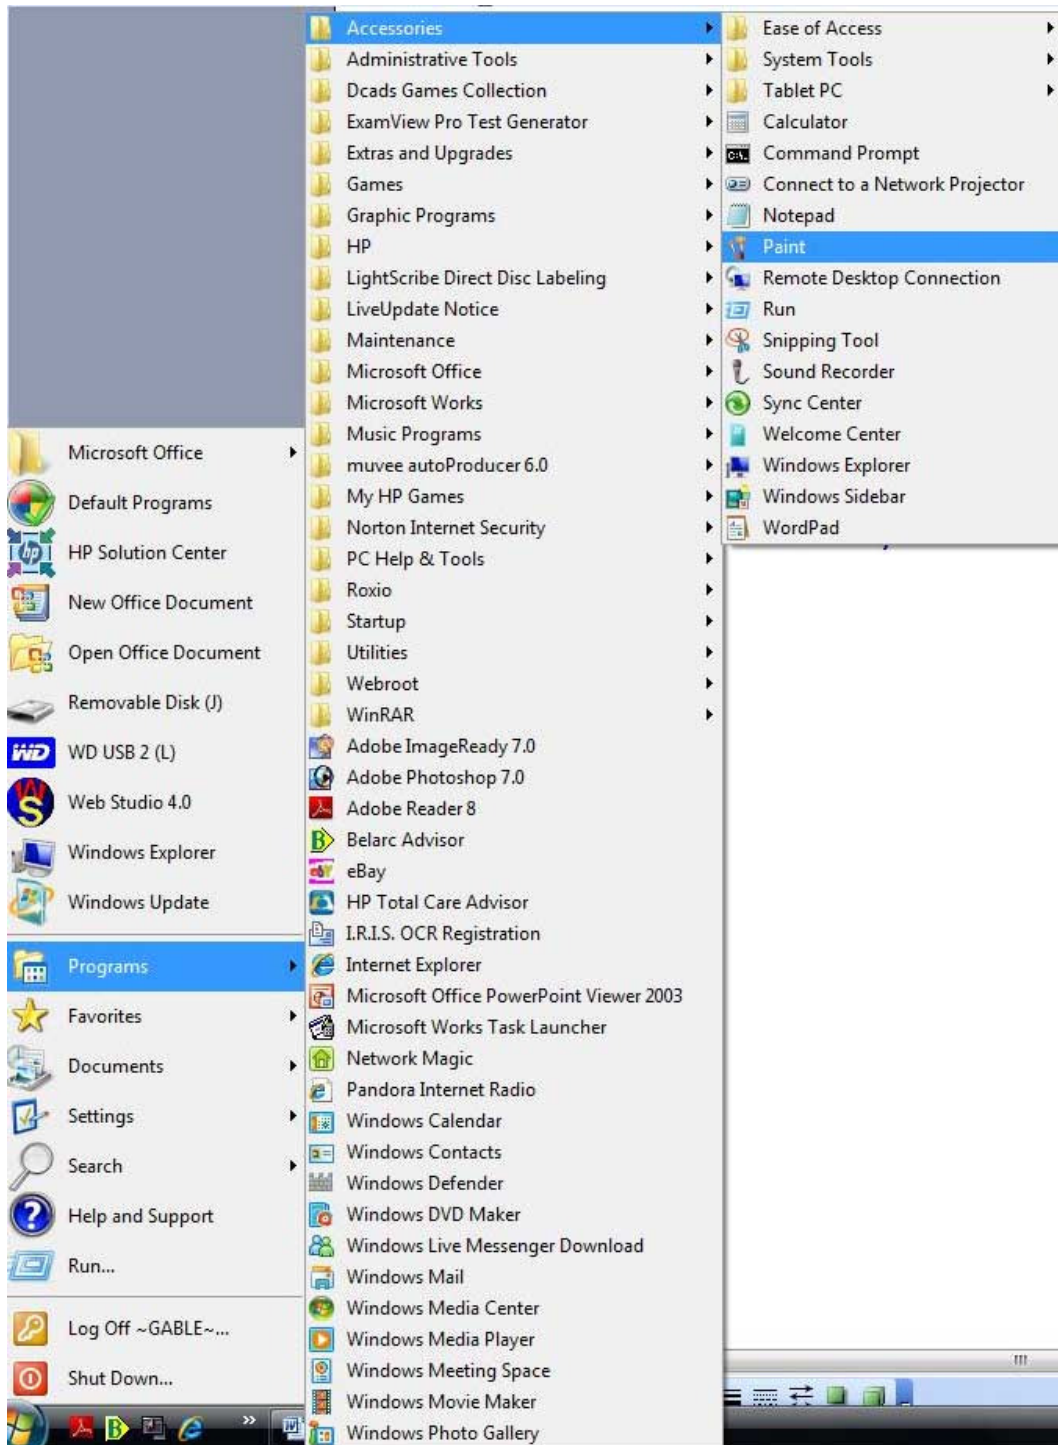 Microsoft Office
Default Programs
HP Solution Center
New Office Document
Open Office Document
Removable Disk (J)
WD USB 2 (L)
Web Studio 4.0
Windows Explorer
Windows Update
Programs
Favorites
Documents
Settings
Search
Help and Support
Run...
Log Off ~GABLE~...
Shut Down...
Accessories
Administrative Tools
Dcads Games Collection
ExamView Pro Test Generator
Extras and Upgrades
Games
Graphic Programs
HP
LightScribe Direct Disc Labeling
LiveUpdate Notice
Maintenance
Microsoft Office
Microsoft Works
Music Programs
muvee autoProducer 6.0
My HP Games
Norton Internet Security
PC Help & Tools
Roxio
Startup
Utilities
Webroot
WinRAR
Adobe ImageReady 7.0
Adobe Photoshop 7.0
Adobe Reader 8
Belarc Advisor
eBay
HP Total Care Advisor
I.R.I.S. OCR Registration
Internet Explorer
Microsoft Office PowerPoint Viewer 2003
Microsoft Works Task Launcher
Network Magic
Pandora Internet Radio
Windows Calendar
Windows Contacts
Windows Defender
Windows DVD Maker
Windows Live Messenger Download
Windows Mail
Windows Media Center
Windows Media Player
Windows Meeting Space
Windows Movie Maker
Windows Photo Gallery
Ease of Access
System Tools
Tablet PC
Calculator
Command Prompt
Connect to a Network Projector
Notepad
Paint
Remote Desktop Connection
Run
Snipping Tool
Sound Recorder
Sync Center
Welcome Center
Windows Explorer
Windows Sidebar
WordPad